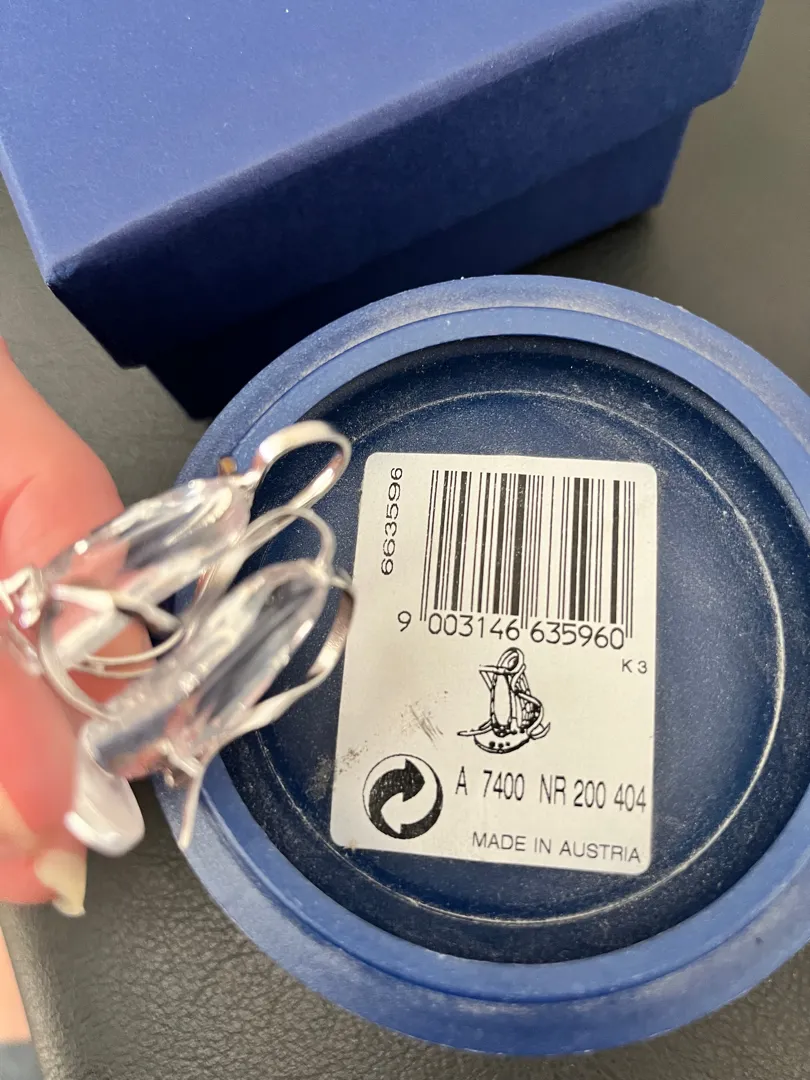 663596
9 003146 635960
K 3
A 7400 NR 200 404
MADE IN AUSTRIA